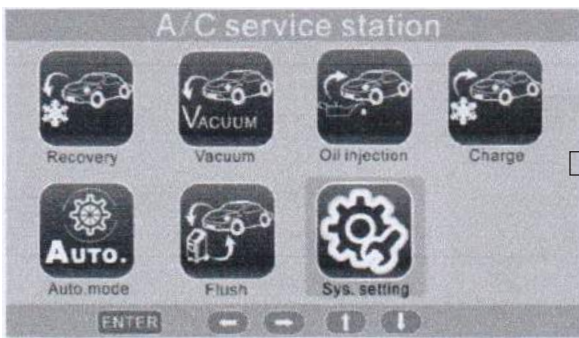 A/C service station
VACUUM
Recovery Vacuum Oil injection Charge
AUTO.
Auto.mode Flush Sys. setting
ENTER ← → ↑ ↓